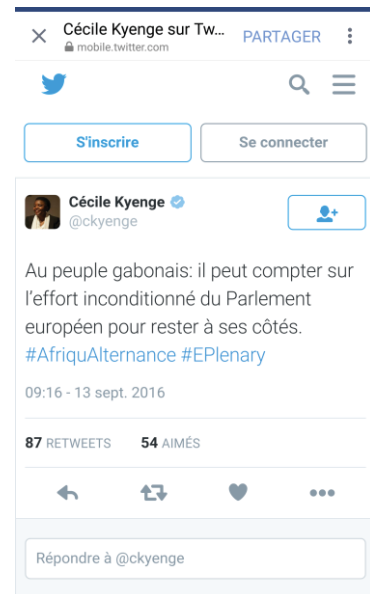 Cécile Kyenge sur Tw...
PARTAGER
mobile.twitter.com
S'inscrire
Se connecter
Cécile Kyenge
@ckyenge
Au peuple gabonais: il peut compter sur
l'effort inconditionné du Parlement
européen pour rester à ses côtés.
#AfriquAlternance #EPlenary
09:16 - 13 sept. 2016
87 RETWEETS 54 AIMÉS
Répondre à @ckyenge